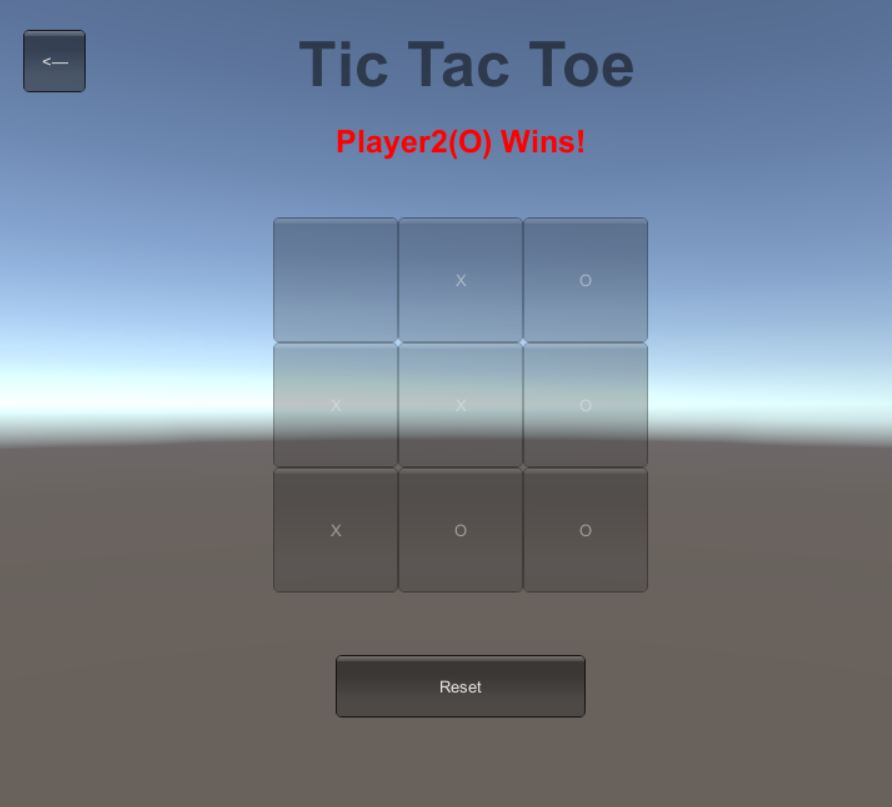 <—
Tic Tac Toe
Player2(O) Wins!
X O
X X O
X O O
Reset